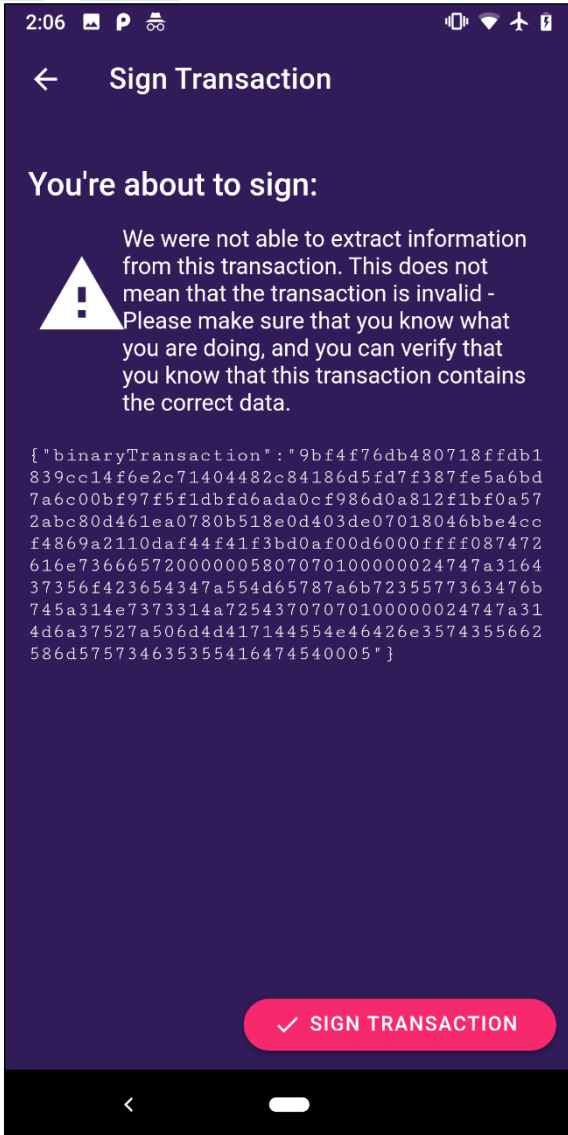 2:06
Sign Transaction
You're about to sign:
We were not able to extract information
from this transaction. This does not
mean that the transaction is invalid -
Please make sure that you know what
you are doing, and you can verify that
you know that this transaction contains
the correct data.
{"binaryTransaction":"9bf4f76db480718ffdb1
839cc14f6e2c71404482c84186d5fd7f387fe5a6bd
7a6c00bf97f5f1dbfd6ada0cf986d0a812f1bf0a57
2abc80d461ea0780b518e0d403de07018046bbe4cc
f4869a2110daf44f41f3bd0af00d6000ffff087472
616e736665720000005807070100000024747a3164
37356f423654347a554d65787a6b7235577363476b
745a314e7373314a72543707070100000024747a31
4d6a37527a506d4d417144554e46426e3574355662
586d5757346353554164745400​05"}
SIGN TRANSACTION